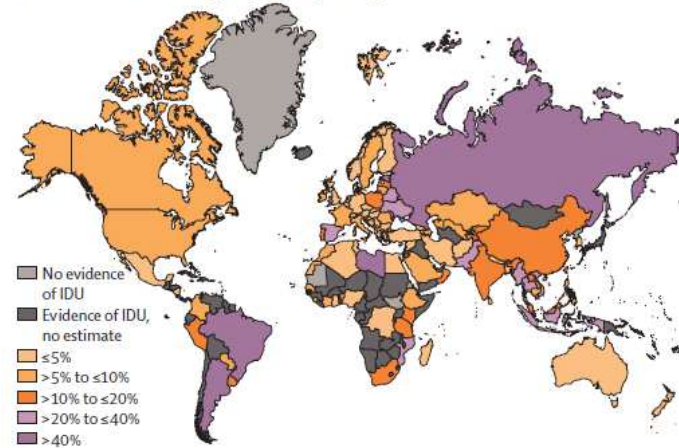 No evidence
of IDU
Evidence of IDU,
no estimate
≤5%
>5% to ≤10%
>10% to ≤20%
>20% to ≤40%
>40%